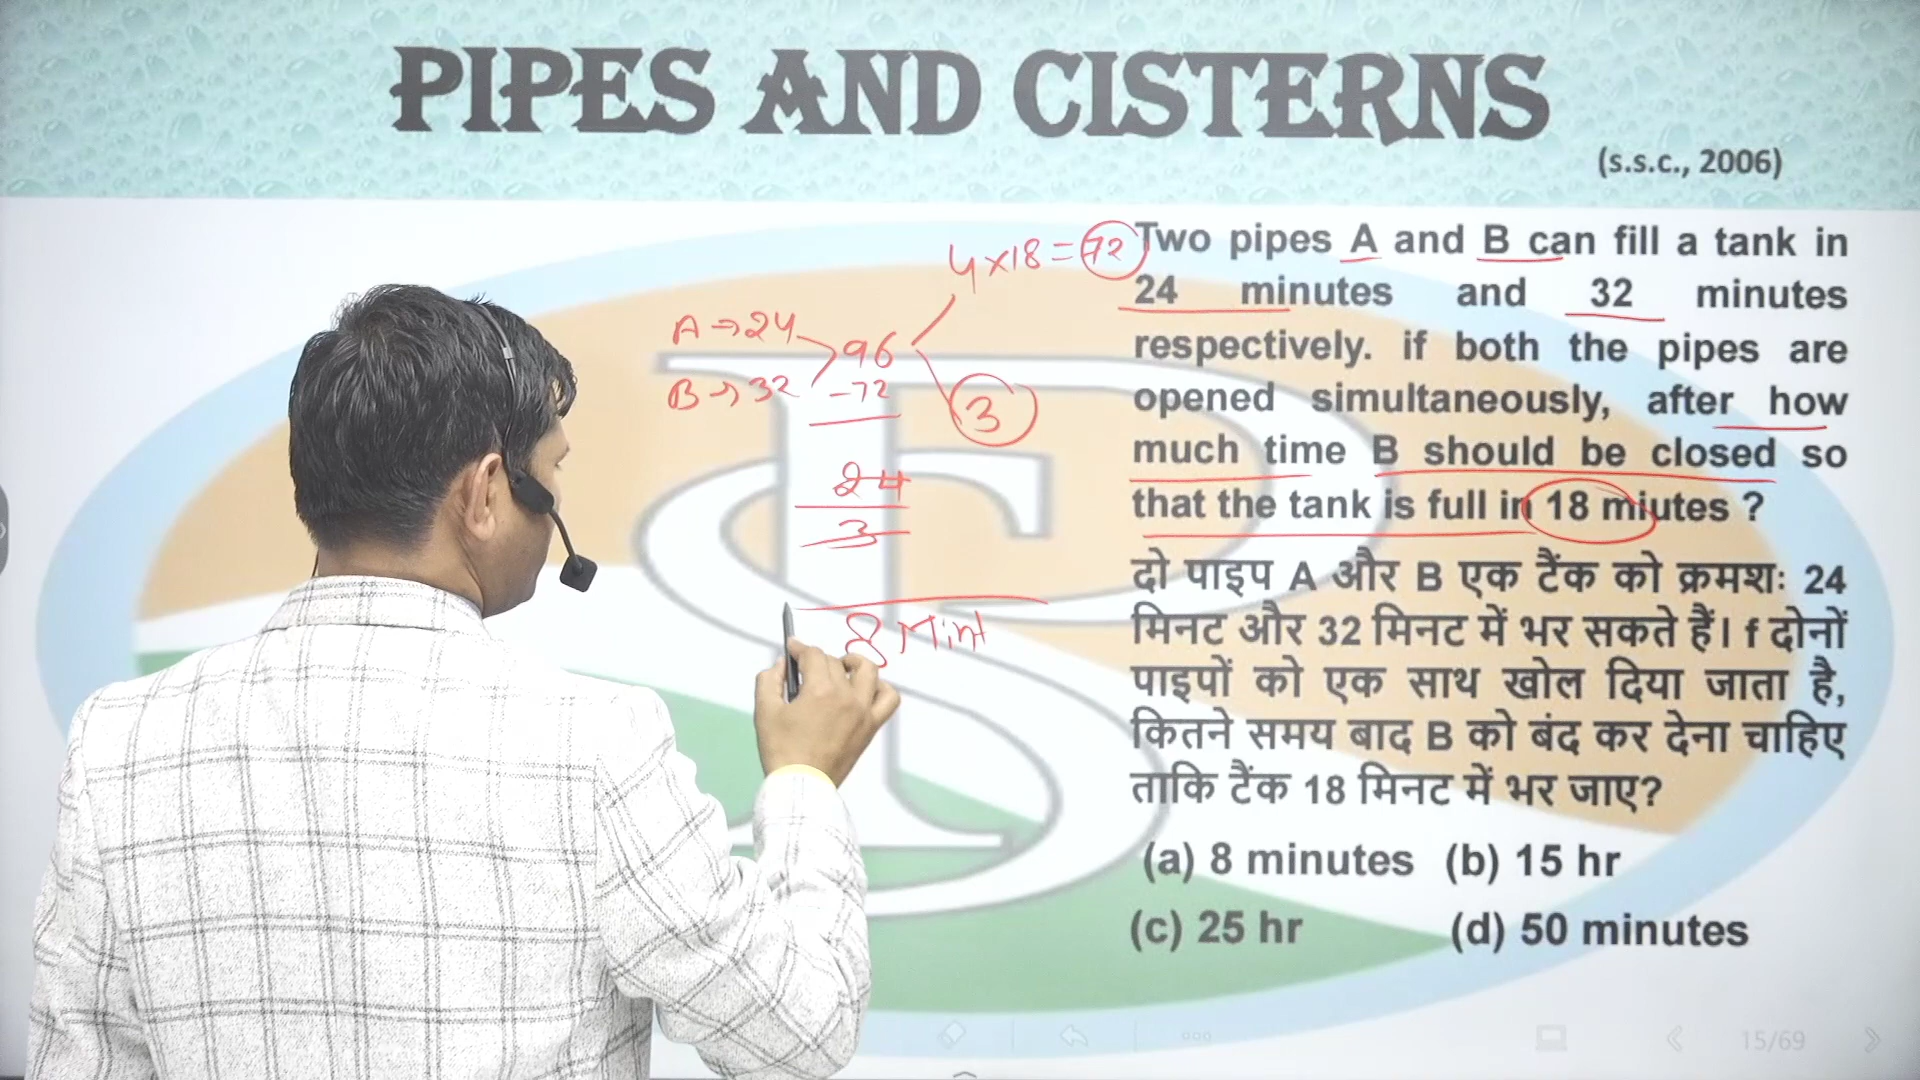 PIPES AND CISTERNS
(s.s.c., 2006)
Two pipes A and B can fill a tank in
24 minutes and 32 minutes
respectively. if both the pipes are
opened simultaneously, after how
much time B should be closed so
that the tank is full in 18 miutes ?
दो पाइप A और B एक टैंक को क्रमशः 24
मिनट और 32 मिनट में भर सकते हैं। f दोनों
पाइपों को एक साथ खोल दिया जाता है,
कितने समय बाद B को बंद कर देना चाहिए
ताकि टैंक 18 मिनट में भर जाए?
(a) 8 minutes (b) 15 hr
(c) 25 hr (d) 50 minutes
4×18=72
A→24
96
B→32
-72
3
24
3
8 Mint
15/69